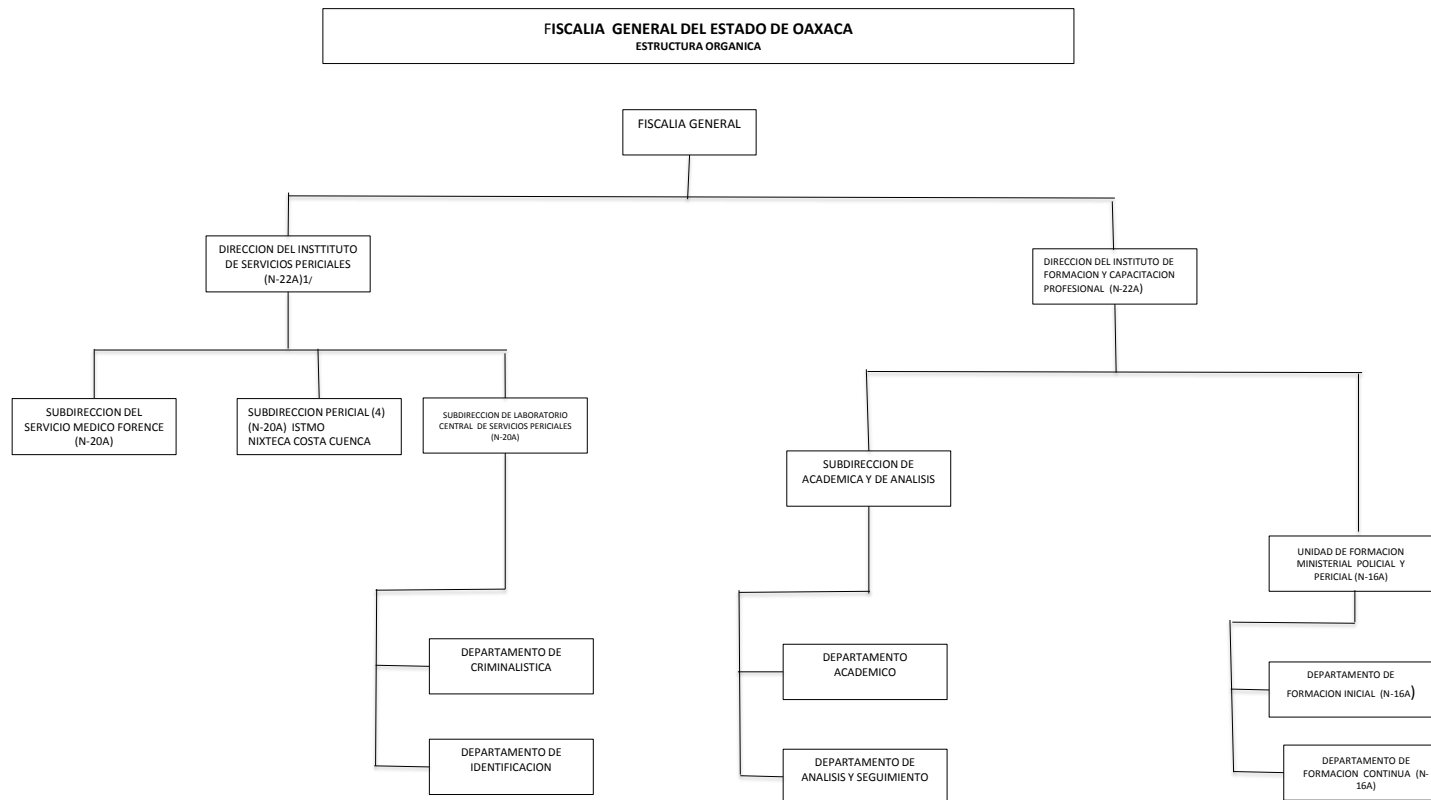 FISCALIA GENERAL DEL ESTADO DE OAXACA
ESTRUCTURA ORGANICA
FISCALIA GENERAL
DIRECCION DEL INSTTITUTO
DE SERVICIOS PERICIALES
(N-22A)1/
DIRECCION DEL INSTITUTO DE
FORMACION Y CAPACITACION
PROFESIONAL (N-22A)
SUBDIRECCION DEL
SERVICIO MEDICO FORENCE
(N-20A)
SUBDIRECCION PERICIAL (4)
(N-20A) ISTMO
NIXTECA COSTA CUENCA
SUBDIRECCION DE LABORATORIO
CENTRAL DE SERVICIOS PERICIALES
(N-20A)
SUBDIRECCION DE
ACADEMICA Y DE ANALISIS
UNIDAD DE FORMACION
MINISTERIAL POLICIAL Y
PERICIAL (N-16A)
DEPARTAMENTO DE
CRIMINALISTICA
DEPARTAMENTO
ACADEMICO
DEPARTAMENTO DE
FORMACION INICIAL (N-16A)
DEPARTAMENTO DE
IDENTIFICACION
DEPARTAMENTO DE
ANALISIS Y SEGUIMIENTO
DEPARTAMENTO DE
FORMACION CONTINUA (N-
16A)